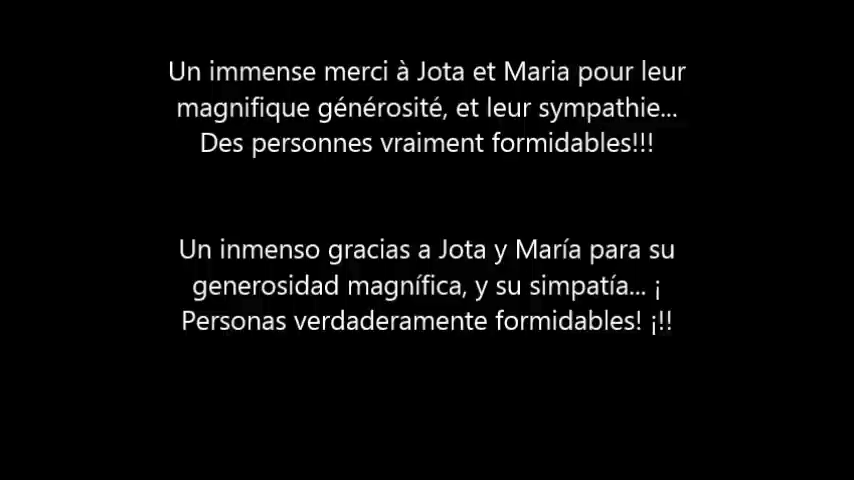 Un immense merci à Jota et Maria pour leur
magnifique générosité, et leur sympathie...
Des personnes vraiment formidables!!!
Un inmenso gracias a Jota y María para su
generosidad magnífica, y su simpatía... ¡
Personas verdaderamente formidables! ¡!!